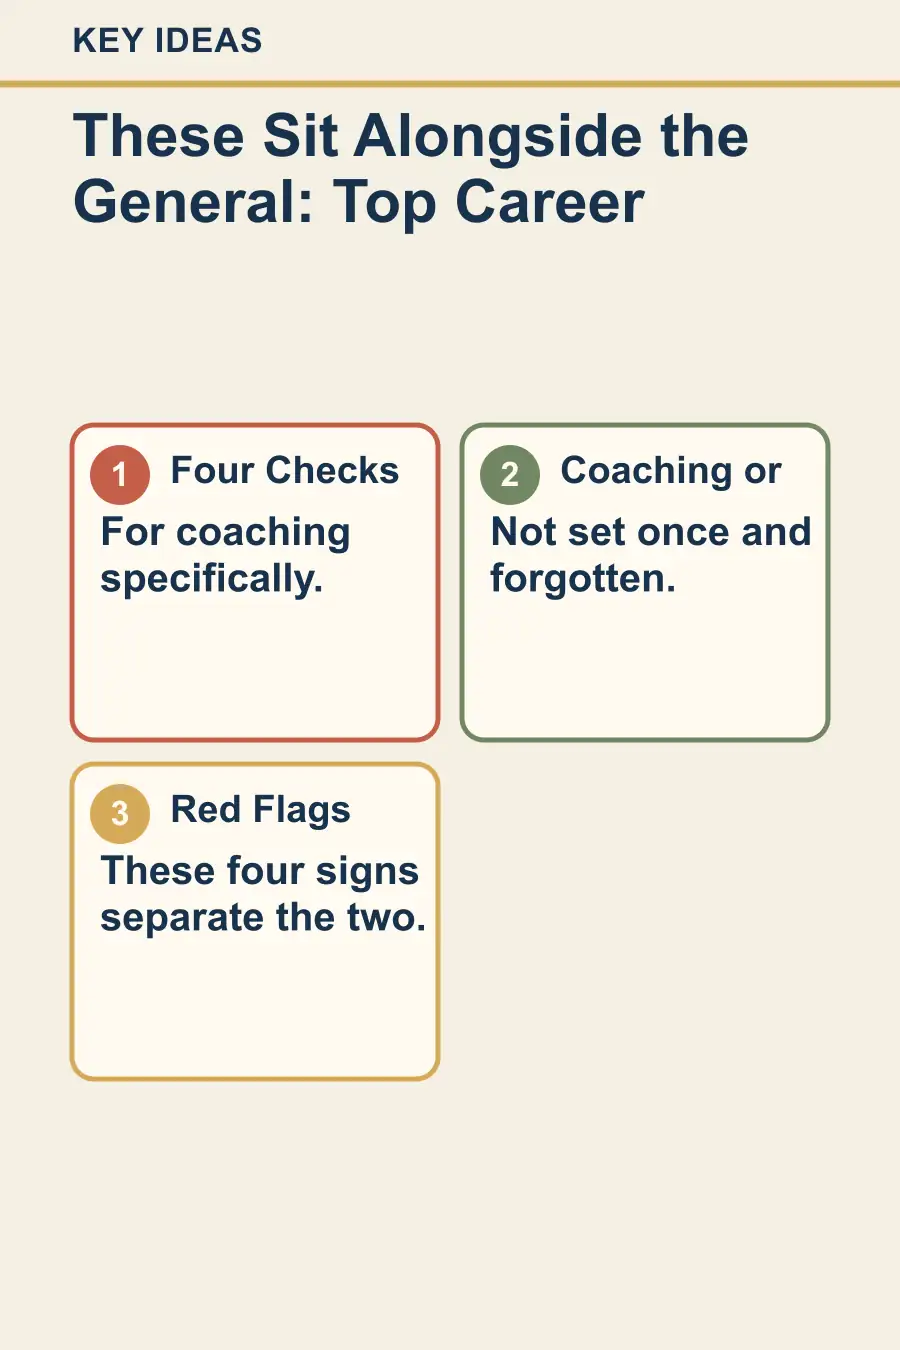 KEY IDEAS
These Sit Alongside the
General: Top Career
1 Four Checks
For coaching
specifically.
2 Coaching or
Not set once and
forgotten.
3 Red Flags
These four signs
separate the two.